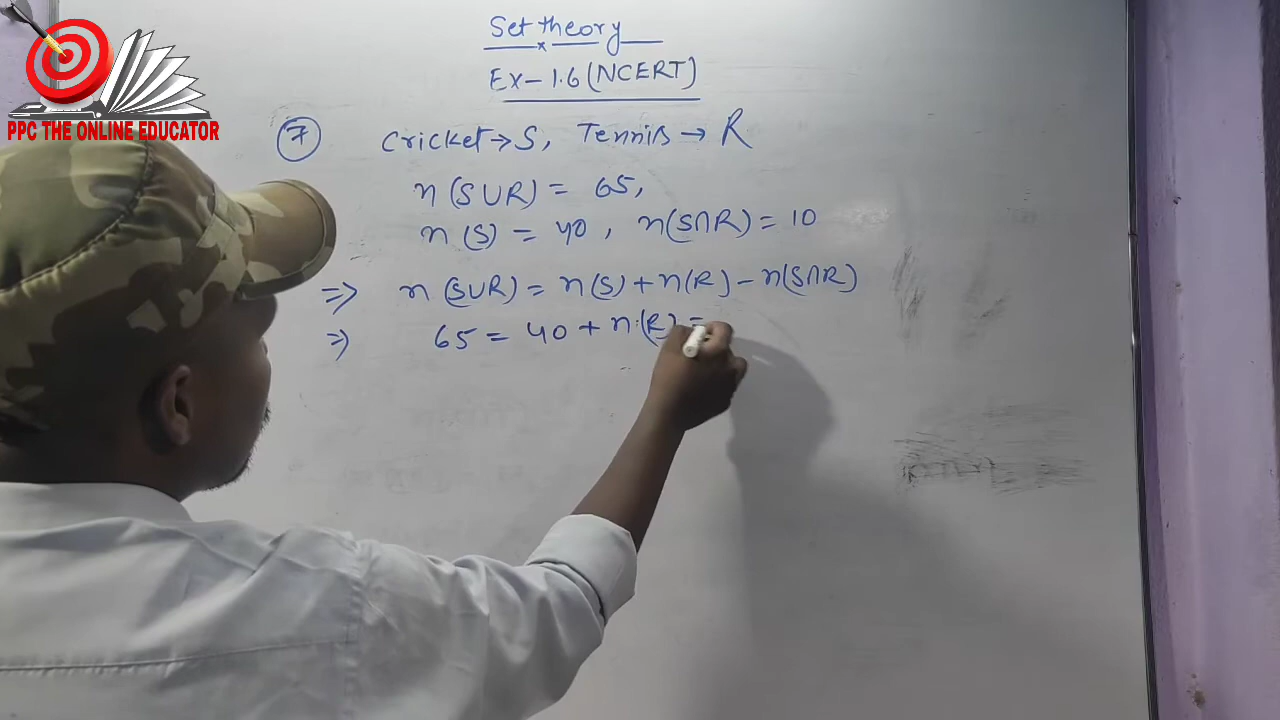 Set theory
Ex-1.6 (NCERT)
PPC THE ONLINE EDUCATOR
7 Cricket → S, Tennis → R
n (S∪R) = 65,
n (S) = 40, n(S∩R) = 10
⇒ n (S∪R) = n(S) + n(R) - n(S∩R)
⇒ 65 = 40 + n(R) =